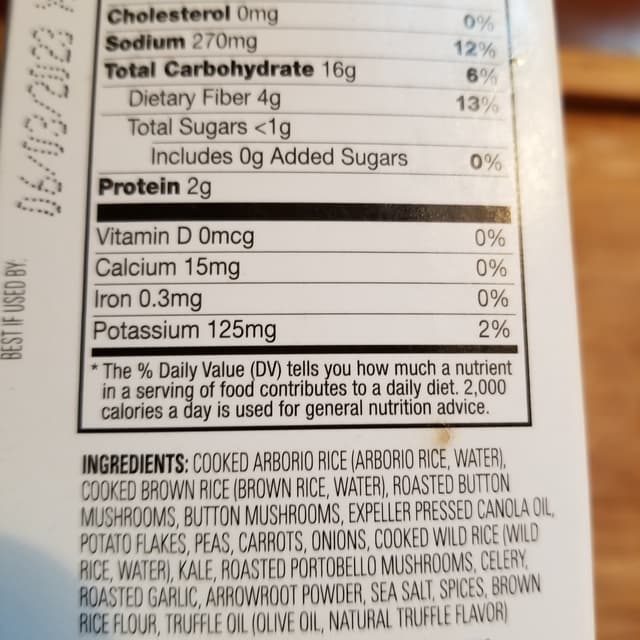 Cholesterol 0mg 0%
Sodium 270mg 12%
Total Carbohydrate 16g 6%
Dietary Fiber 4g 13%
Total Sugars <1g
Includes 0g Added Sugars 0%
Protein 2g
Vitamin D 0mcg 0%
Calcium 15mg 0%
Iron 0.3mg 0%
Potassium 125mg 2%
* The % Daily Value (DV) tells you how much a nutrient
in a serving of food contributes to a daily diet. 2,000
calories a day is used for general nutrition advice.
INGREDIENTS: COOKED ARBORIO RICE (ARBORIO RICE, WATER),
COOKED BROWN RICE (BROWN RICE, WATER), ROASTED BUTTON
MUSHROOMS, BUTTON MUSHROOMS, EXPELLER PRESSED CANOLA OIL,
POTATO FLAKES, PEAS, CARROTS, ONIONS, COOKED WILD RICE (WILD
RICE, WATER), KALE, ROASTED PORTOBELLO MUSHROOMS, CELERY,
ROASTED GARLIC, ARROWROOT POWDER, SEA SALT, SPICES, BROWN
RICE FLOUR, TRUFFLE OIL (OLIVE OIL, NATURAL TRUFFLE FLAVOR)
BEST IF USED BY:
06/03/2023